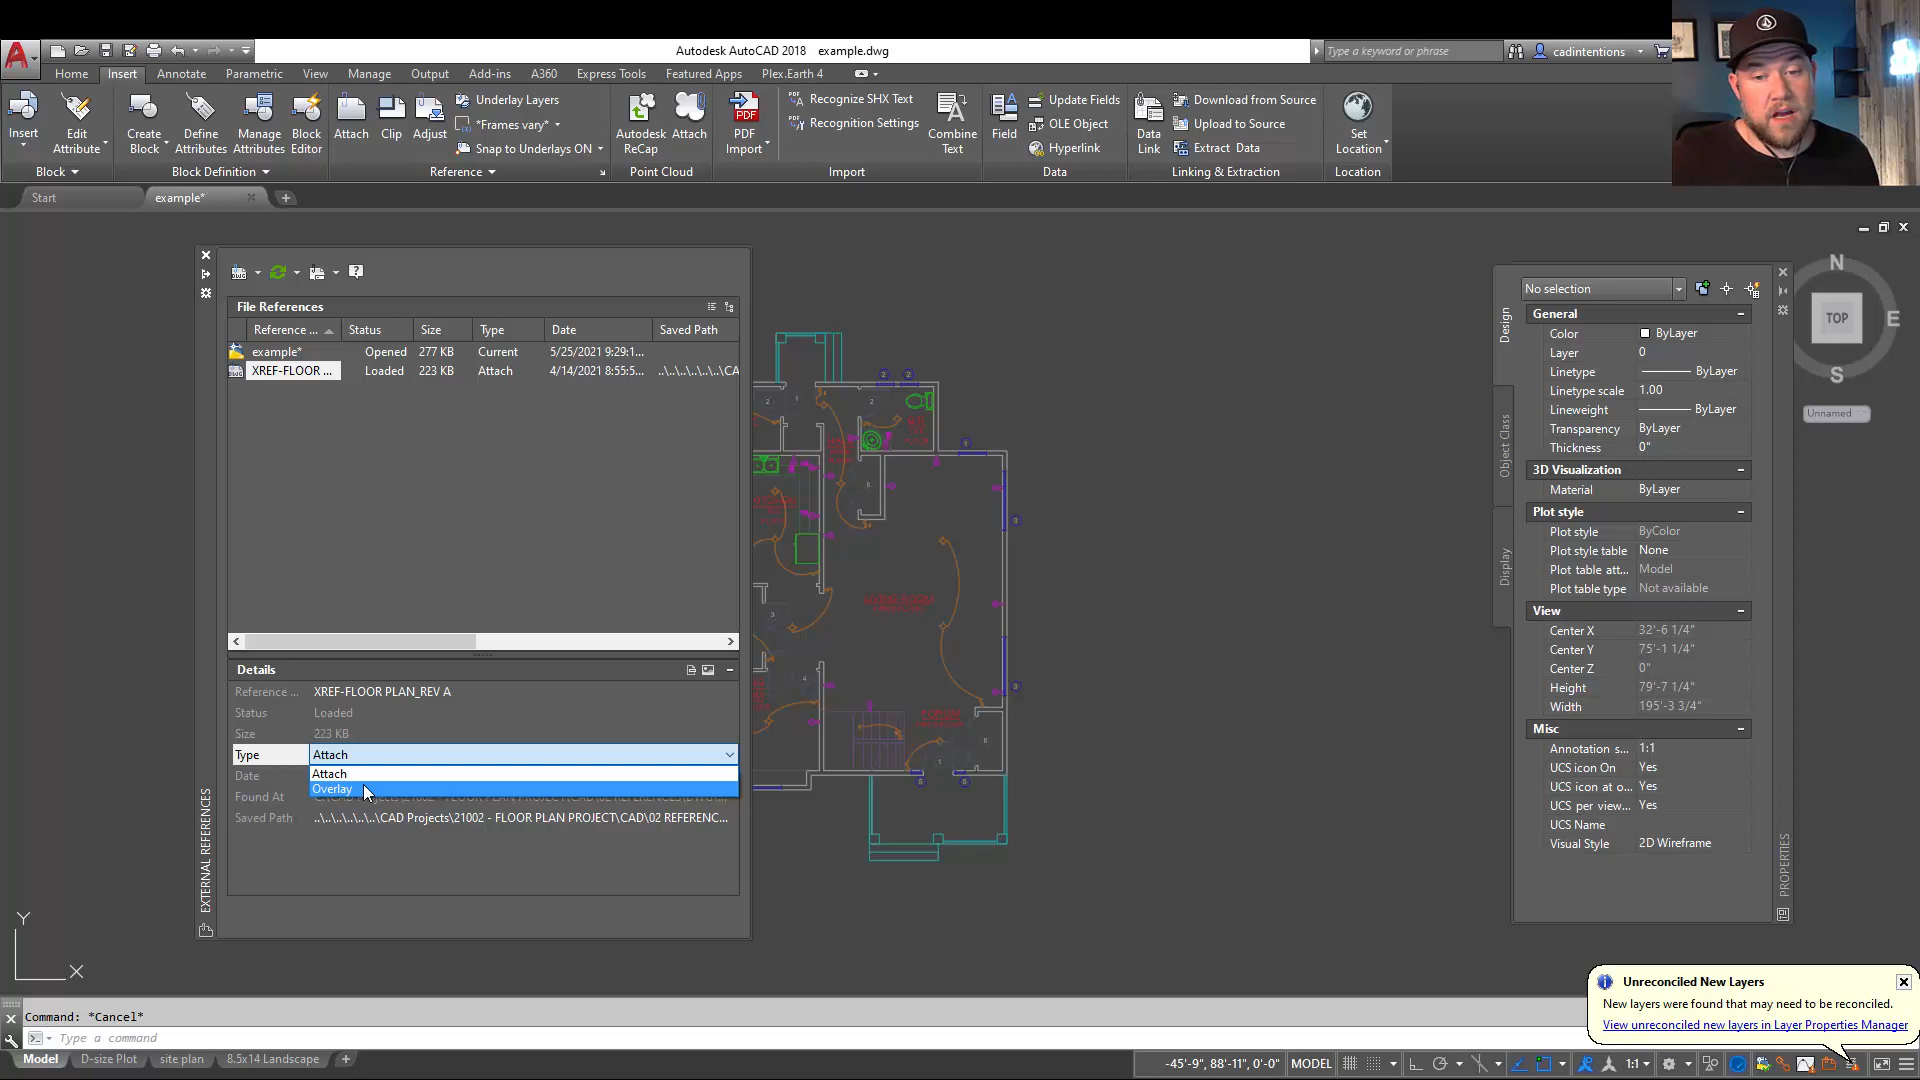 Autodesk AutoCAD 2018 example.dwg
Type a keyword or phrase
cadintentions
Home Insert Annotate Parametric View Manage Output Add-ins A360 Express Tools Featured Apps Plex.Earth 4
Insert
Edit Attribute
Create Block
Define Attributes
Manage Attributes
Block Editor
Attach
Clip
Adjust
Underlay Layers
*Frames vary*
Snap to Underlays ON
Autodesk ReCap
Attach
PDF
PDF Import
Recognize SHX Text
Recognition Settings
Combine Text
Field
Update Fields
OLE Object
Hyperlink
Data Link
Download from Source
Upload to Source
Extract Data
Set Location
Block Block Definition Reference Point Cloud Import Data Linking & Extraction Location
Start example*
File References
Reference ... Status Size Type Date Saved Path
example* Opened 277 KB Current 5/25/2021 9:29:1...
XREF-FLOOR ... Loaded 223 KB Attach 4/14/2021 8:55:5... ..\..\..\..\..\CA
Details
Reference ... XREF-FLOOR PLAN_REV A
Status Loaded
Size 223 KB
Type Attach
Attach
Date
Overlay
Found At
Saved Path ..\..\..\..\..\CAD Projects\21002 - FLOOR PLAN PROJECT\CAD\02 REFERENC...
EXTERNAL REFERENCES
LIVING ROOM
N
TOP
E
S
Unnamed
No selection
Design
Object Class
Display
General
Color ByLayer
Layer 0
Linetype ByLayer
Linetype scale 1.00
Lineweight ByLayer
Transparency ByLayer
Thickness 0"
3D Visualization
Material ByLayer
Plot style
Plot style ByColor
Plot style table None
Plot table att... Model
Plot table type Not available
View
Center X 32'-6 1/4"
Center Y 75'-1 1/4"
Center Z 0"
Height 79'-7 1/4"
Width 195'-3 3/4"
Misc
Annotation s... 1:1
UCS icon On Yes
UCS icon at o... Yes
UCS per view... Yes
UCS Name
Visual Style 2D Wireframe
PROPERTIES
Y
X
Unreconciled New Layers
New layers were found that may need to be reconciled.
View unreconciled new layers in Layer Properties Manager
Command: *Cancel*
Type a command
Model D-size Plot site plan 8.5x14 Landscape
-45'-9", 88'-11", 0'-0" MODEL 1:1